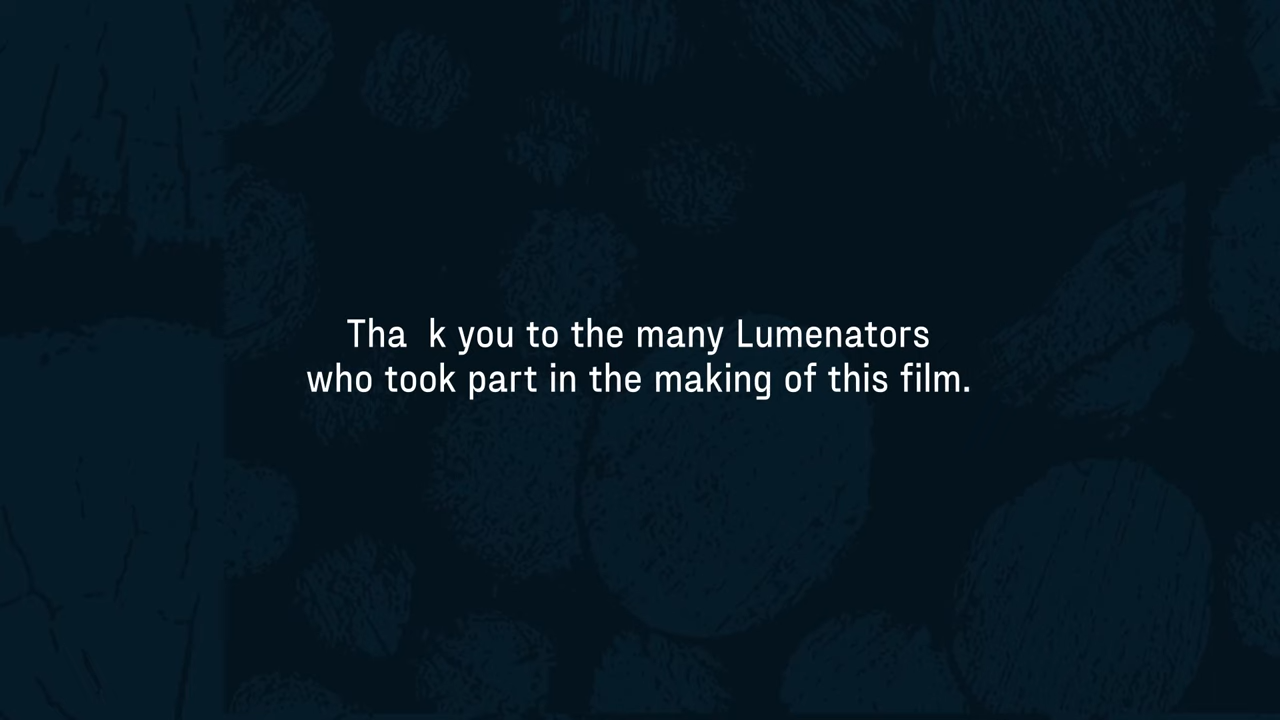 Tha k you to the many Lumenators
who took part in the making of this film.